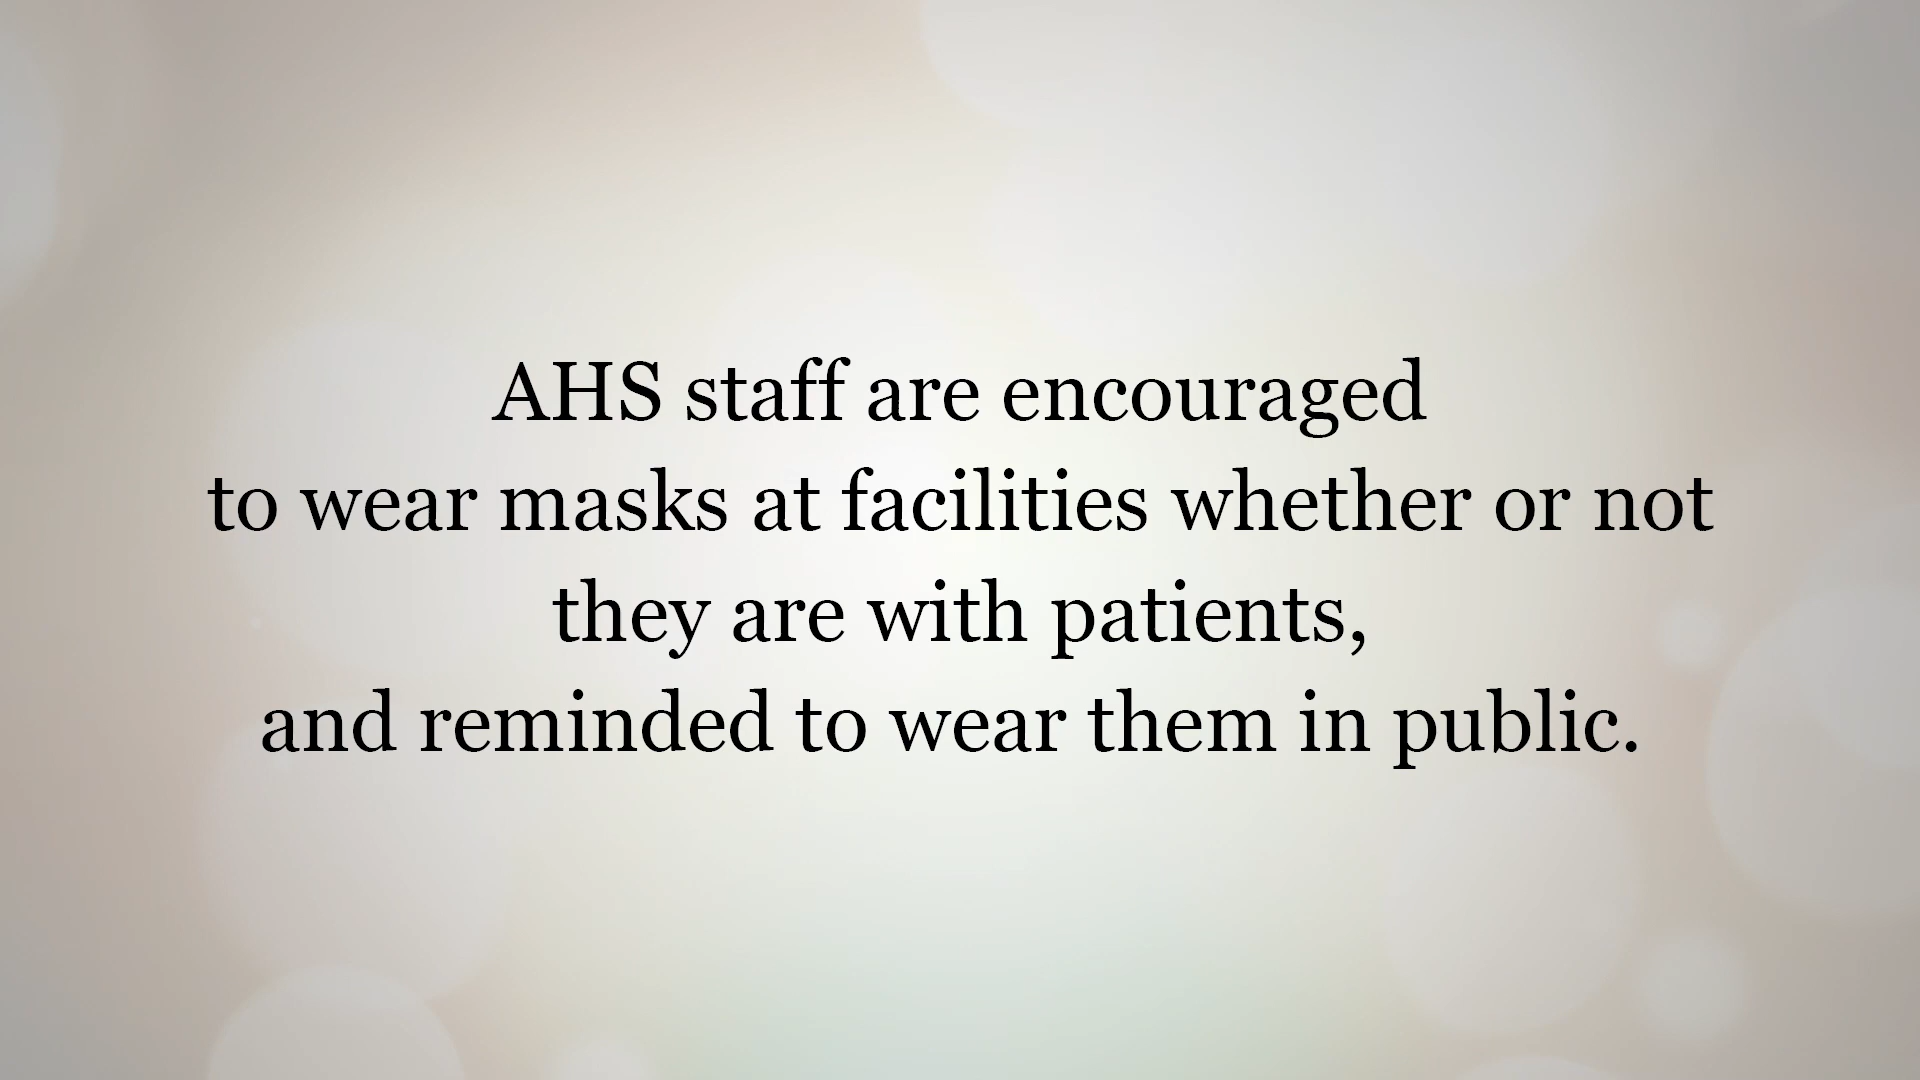 AHS staff are encouraged
to wear masks at facilities whether or not
they are with patients,
and reminded to wear them in public.